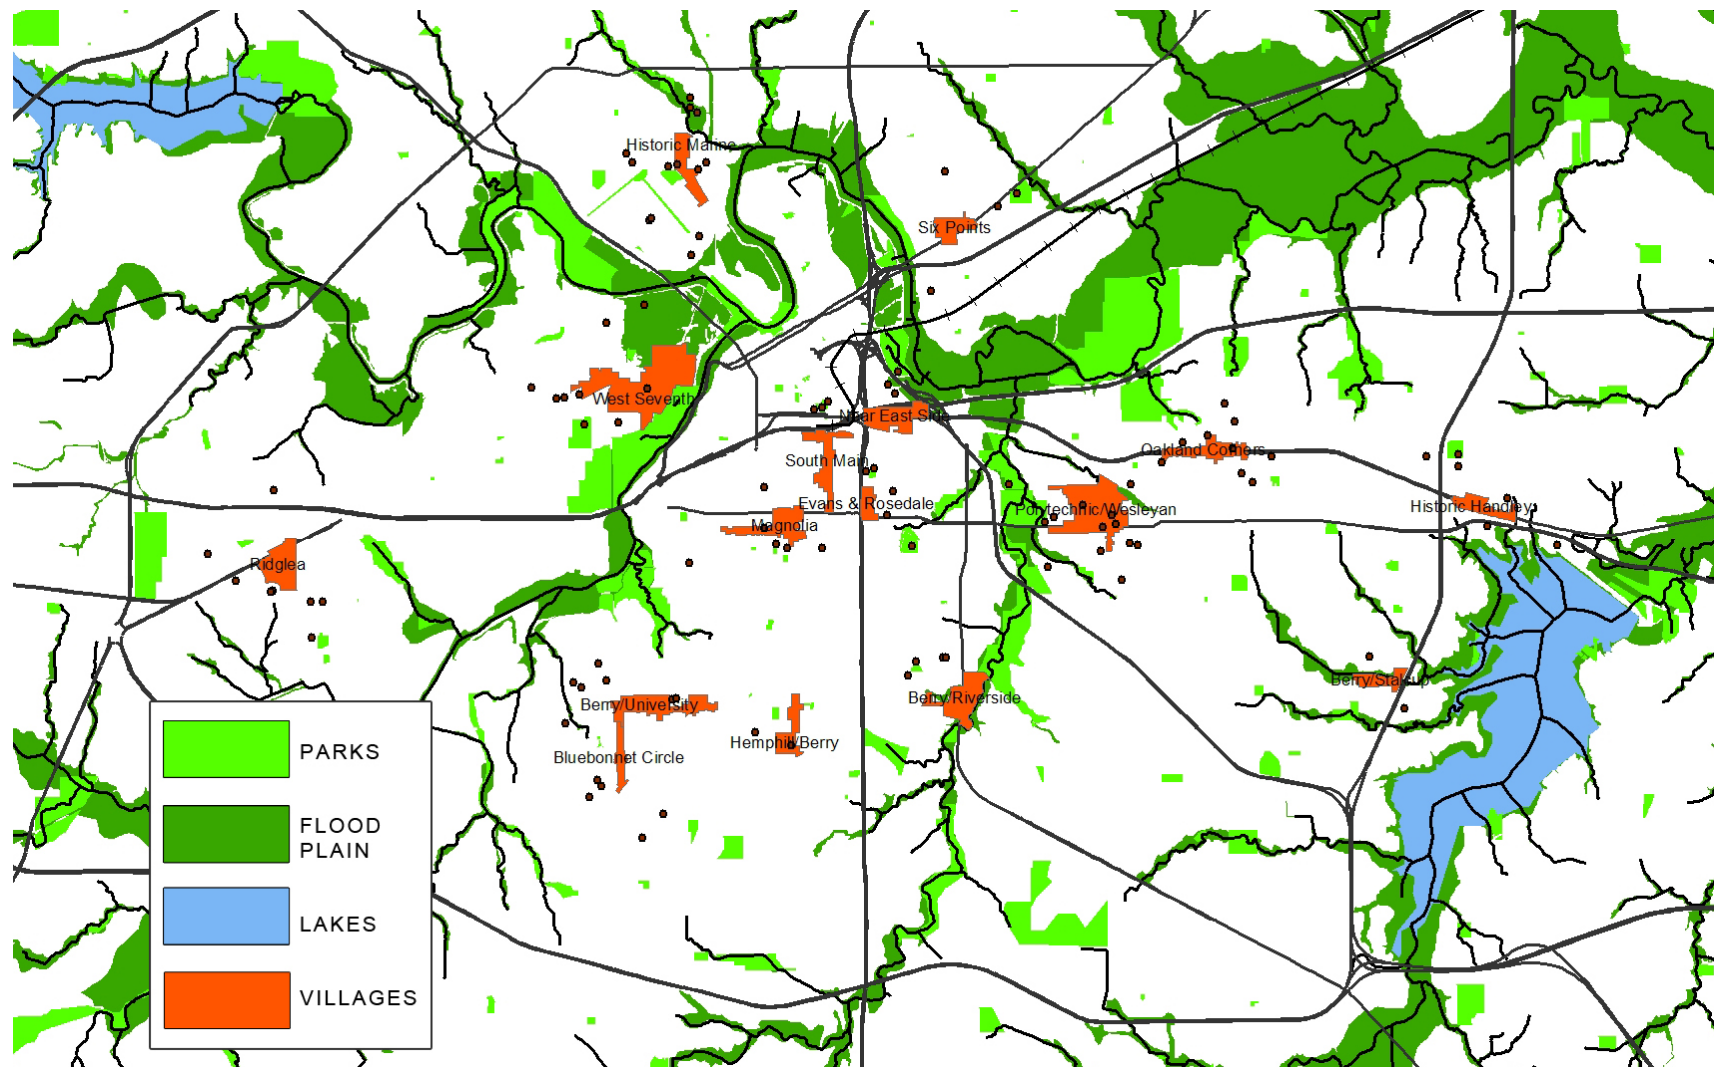 Historic Marine
Six Points
West Seventh
Near East Side
Oakland Corners
South Main
Evans & Rosedale
Polytechnic/Wesleyan
Historic Handley
Magnolia
Ridglea
Berry/Stalcup
Berry/University
Berry/Riverside
Hemphill/Berry
Bluebonnet Circle
PARKS
FLOOD
PLAIN
LAKES
VILLAGES